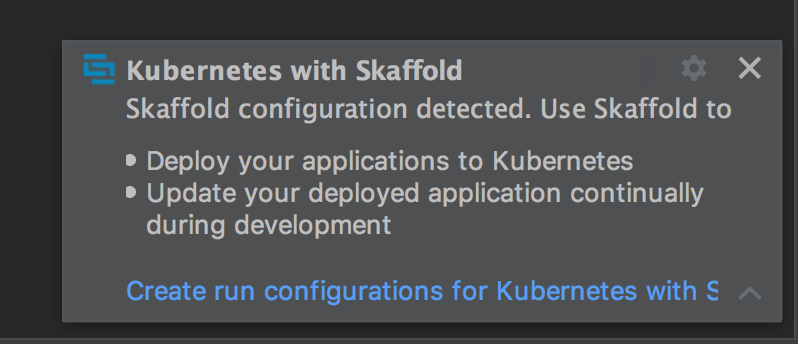 Kubernetes with Skaffold
Skaffold configuration detected. Use Skaffold to
Deploy your applications to Kubernetes
Update your deployed application continually
during development
Create run configurations for Kubernetes with S